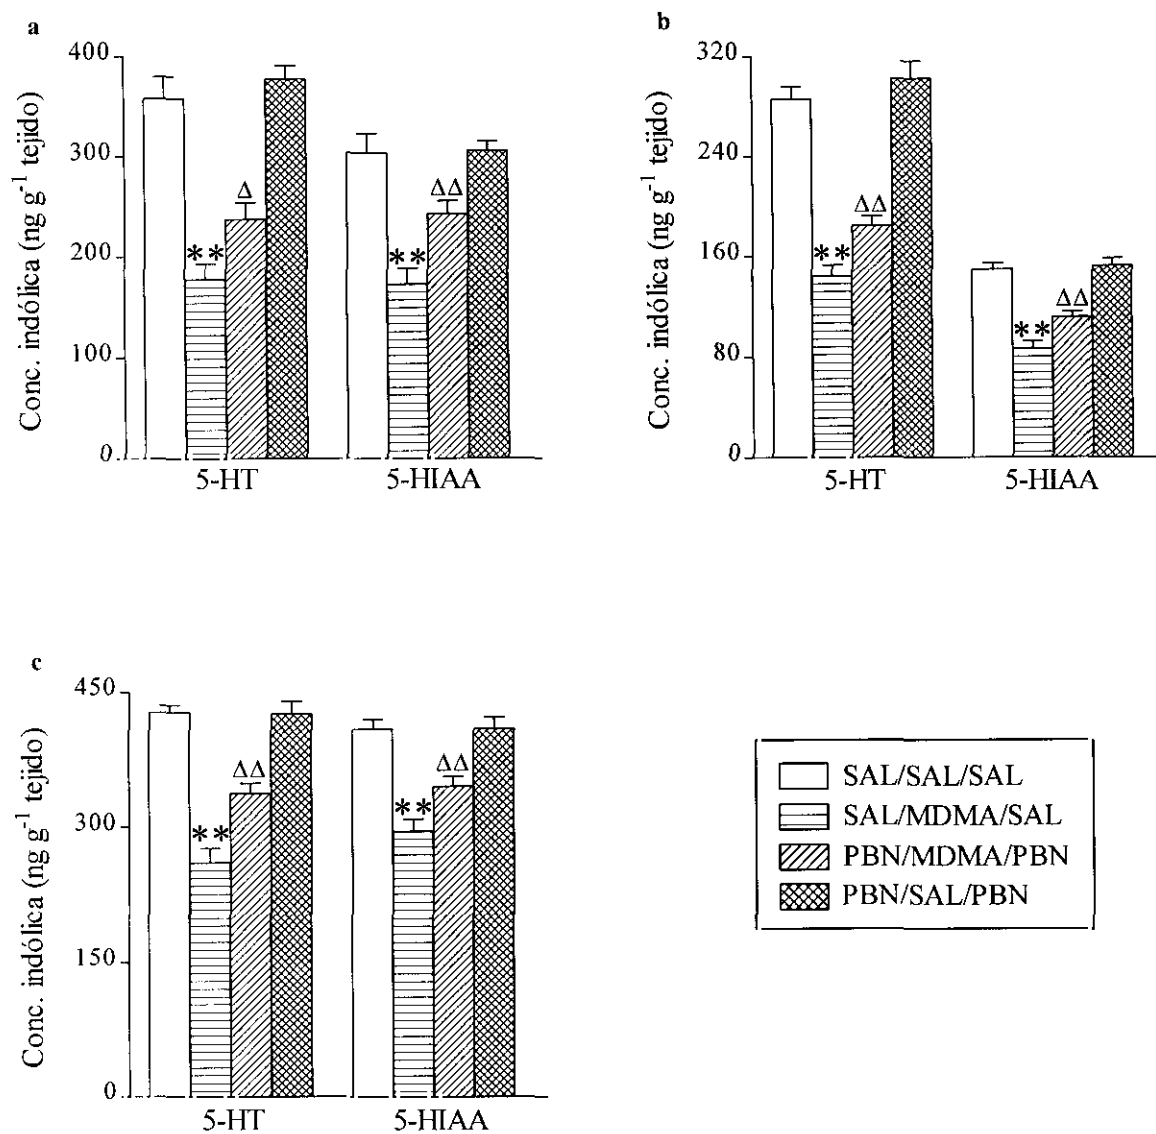 a
Conc. indólica (ng g⁻¹ tejido)
400
300
200
100
0
**
Δ
**
ΔΔ
5-HT
5-HIAA
b
Conc. indólica (ng g⁻¹ tejido)
320
240
160
80
0
**
ΔΔ
**
ΔΔ
5-HT
5-HIAA
c
Conc. indólica (ng g⁻¹ tejido)
450
300
150
0
**
ΔΔ
**
ΔΔ
5-HT
5-HIAA
SAL/SAL/SAL
SAL/MDMA/SAL
PBN/MDMA/PBN
PBN/SAL/PBN